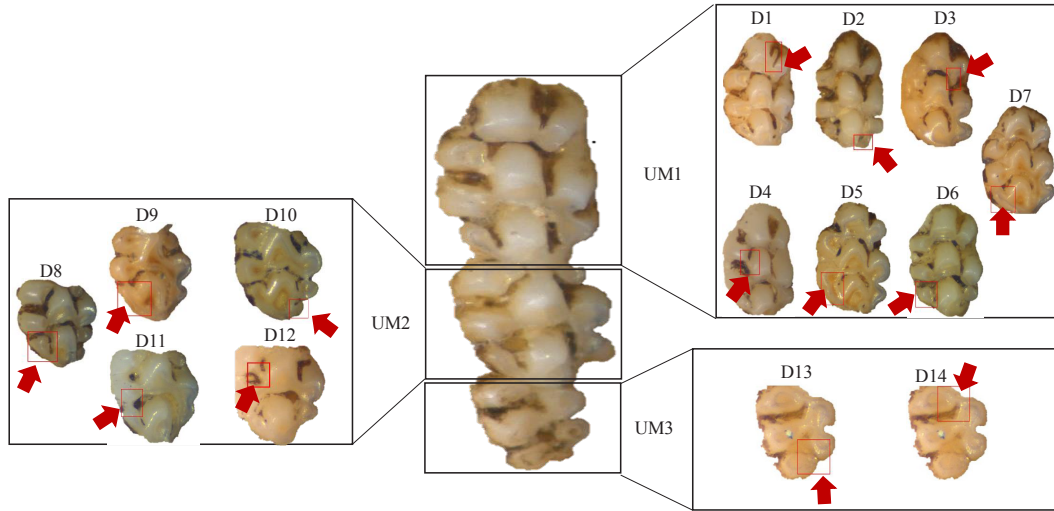 D1 D2 D3
D7
UM1
D4 D5 D6
D9 D10
D8
UM2
D11 D12
D13 D14
UM3